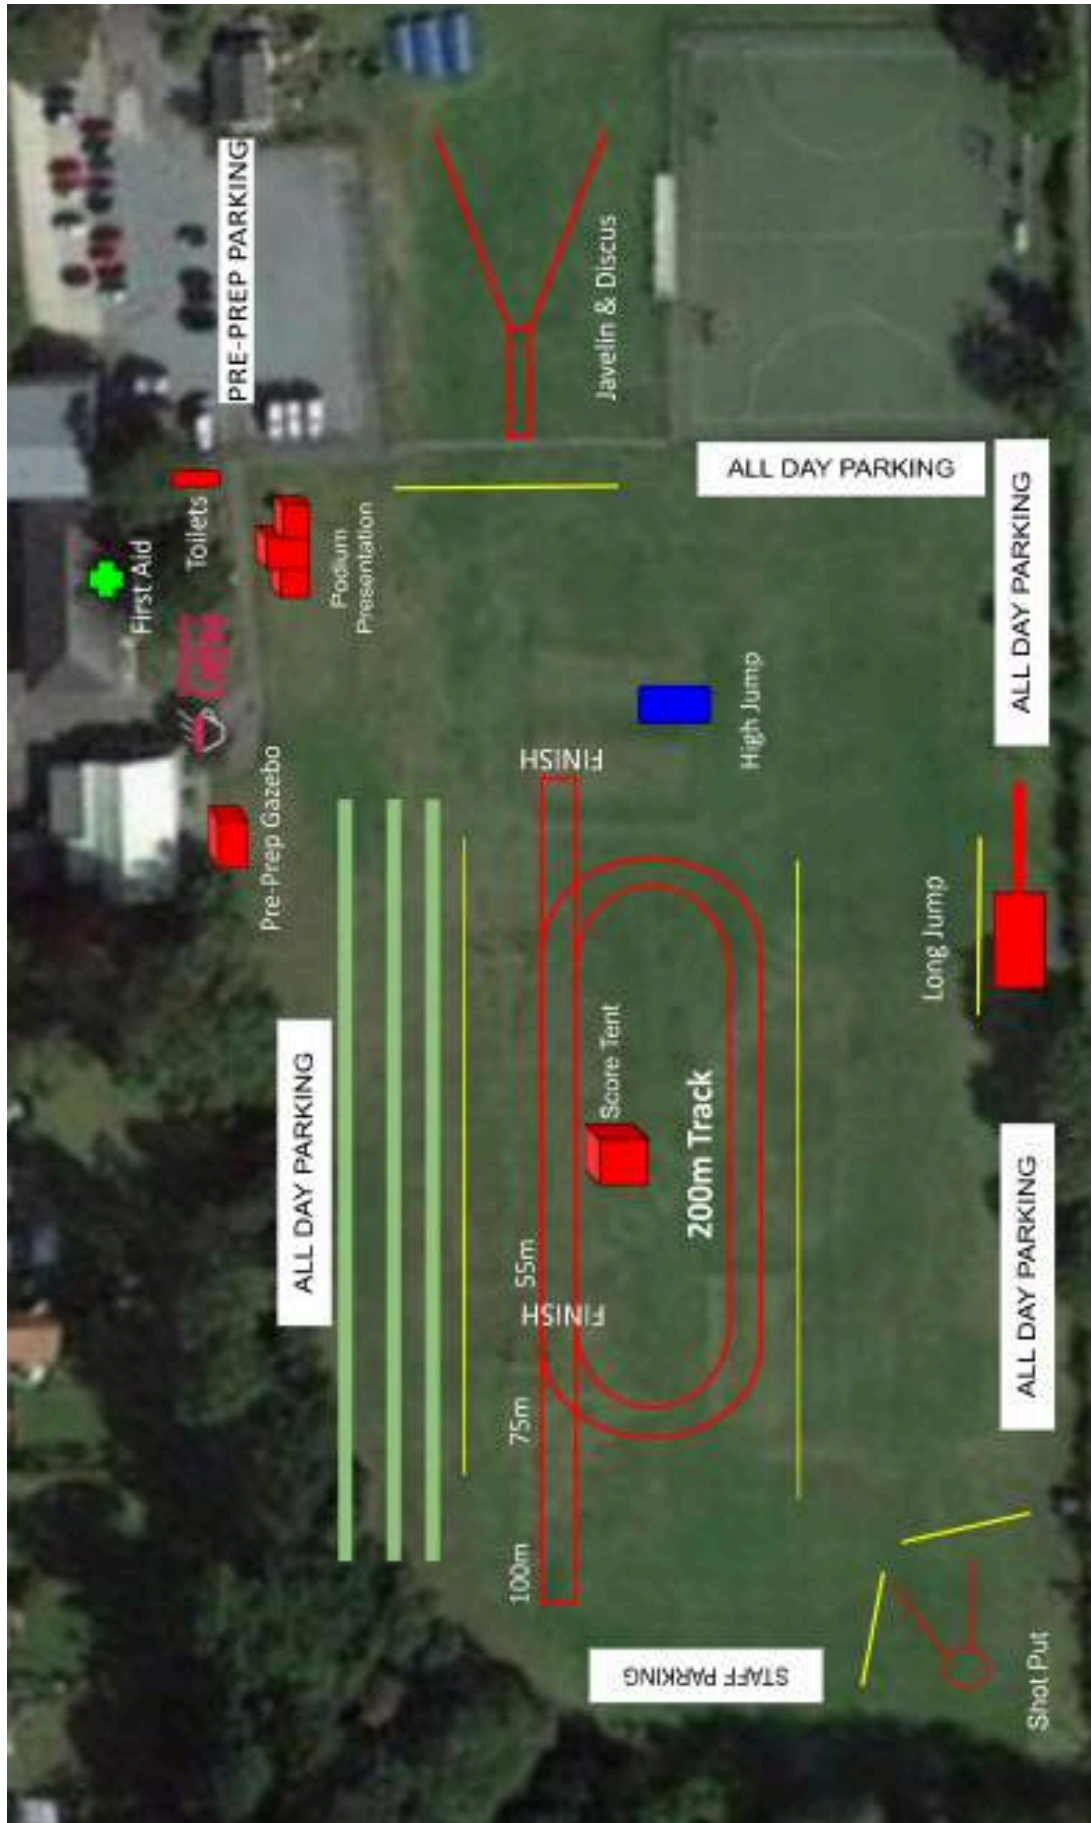 First Aid
Toilets
PRE-PREP PARKING
Pre-Prep Gazebo
ALL DAY PARKING
Podium
Presentation
100m
75m
55m
FINISH
FINISH
Score Tent
Javelin & Discus
STAFF PARKING
200m Track
High Jump
ALL DAY PARKING
Long Jump
ALL DAY PARKING
ALL DAY PARKING
Shot Put